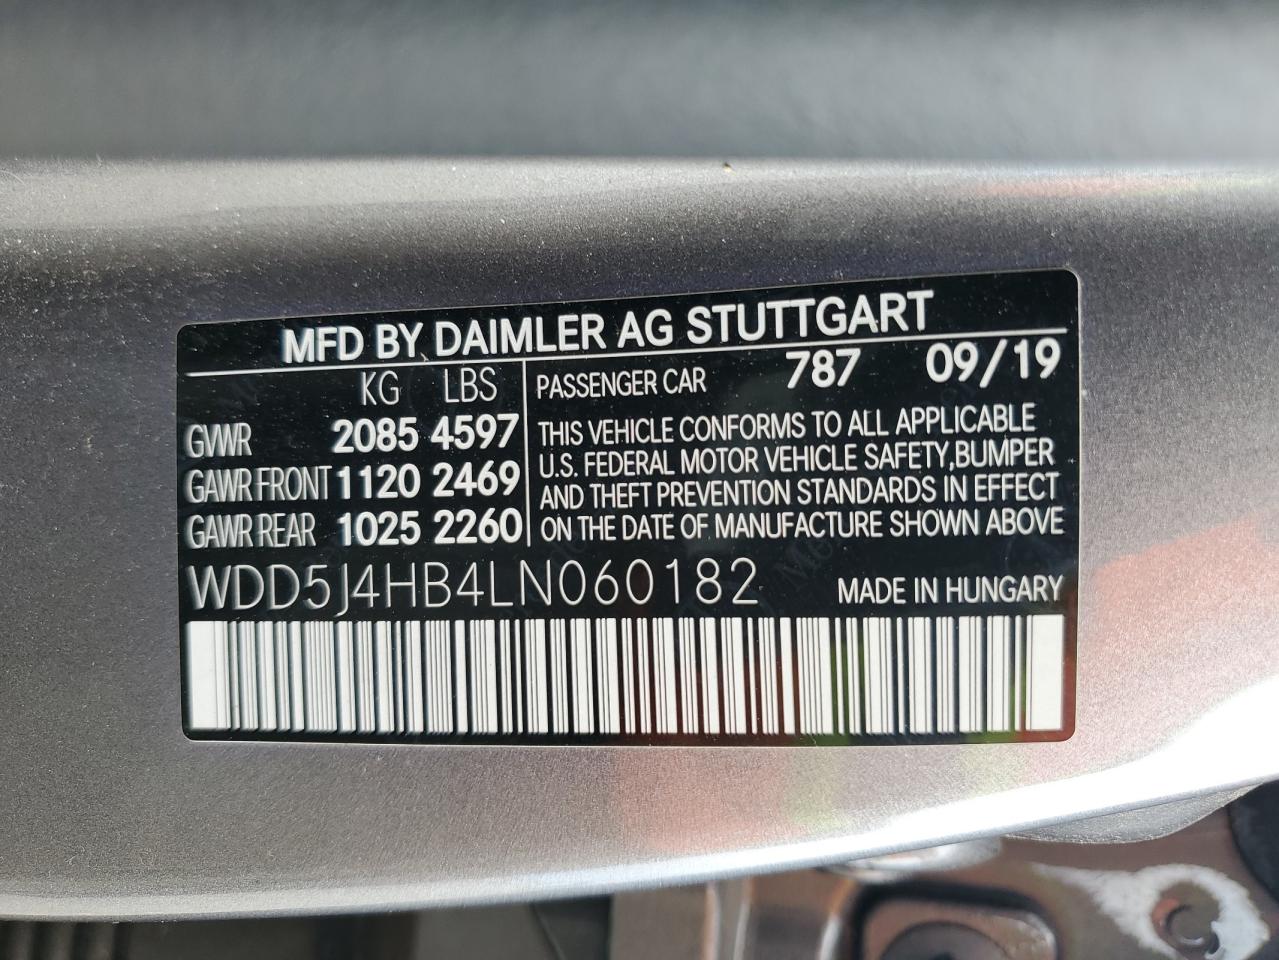 MFD BY DAIMLER AG STUTTGART
KG LBS
GVWR 2085 4597
GAWR FRONT 1120 2469
GAWR REAR 1025 2260
PASSENGER CAR 787 09/19
THIS VEHICLE CONFORMS TO ALL APPLICABLE
U.S. FEDERAL MOTOR VEHICLE SAFETY,BUMPER
AND THEFT PREVENTION STANDARDS IN EFFECT
ON THE DATE OF MANUFACTURE SHOWN ABOVE
WDD5J4HB4LN060182 MADE IN HUNGARY